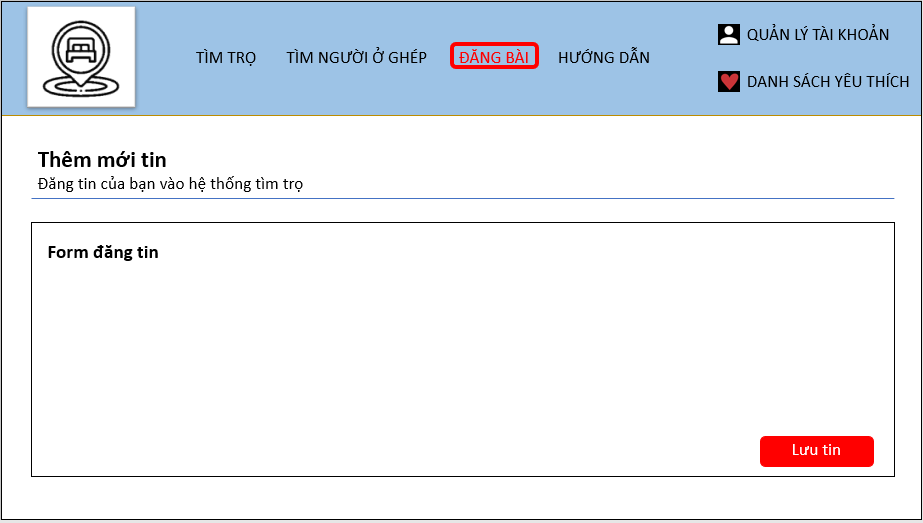 TÌM TRỌ
TÌM NGƯỜI Ở GHÉP
ĐĂNG BÀI
HƯỚNG DẪN
QUẢN LÝ TÀI KHOẢN
DANH SÁCH YÊU THÍCH
Thêm mới tin
Đăng tin của bạn vào hệ thống tìm trọ
Form đăng tin
Lưu tin